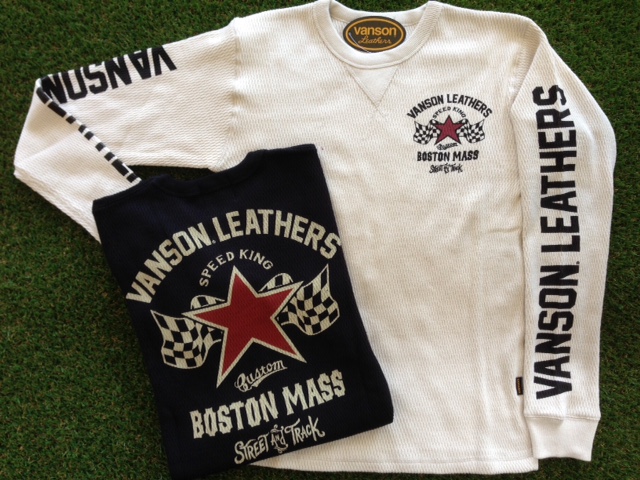 vanson
Leathers
VANSON
VANSON LEATHERS
SPEED KING
Custom
BOSTON MASS
STREET AND TRACK
VANSON LEATHERS
VANSON LEATHERS
SPEED KING
Custom
BOSTON MASS
STREET AND TRACK